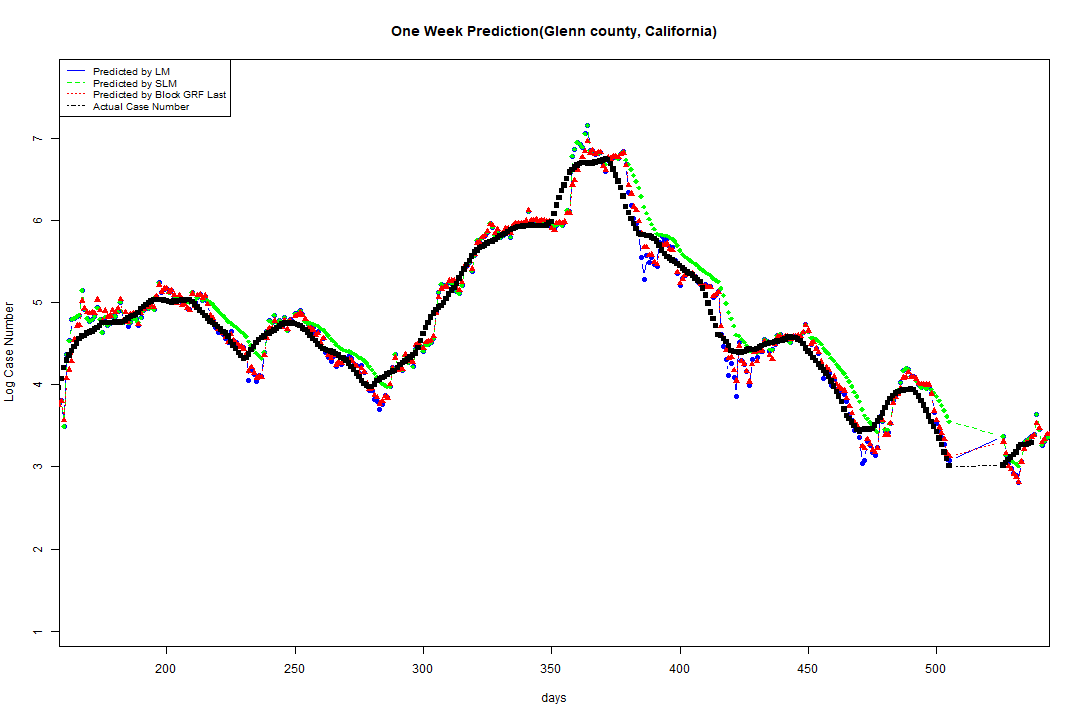 One Week Prediction(Glenn county, California)
Predicted by LM
Predicted by SLM
Predicted by Block GRF Last
Actual Case Number
7
6
5
4
3
2
1
Log Case Number
200 250 300 350 400 450 500
days